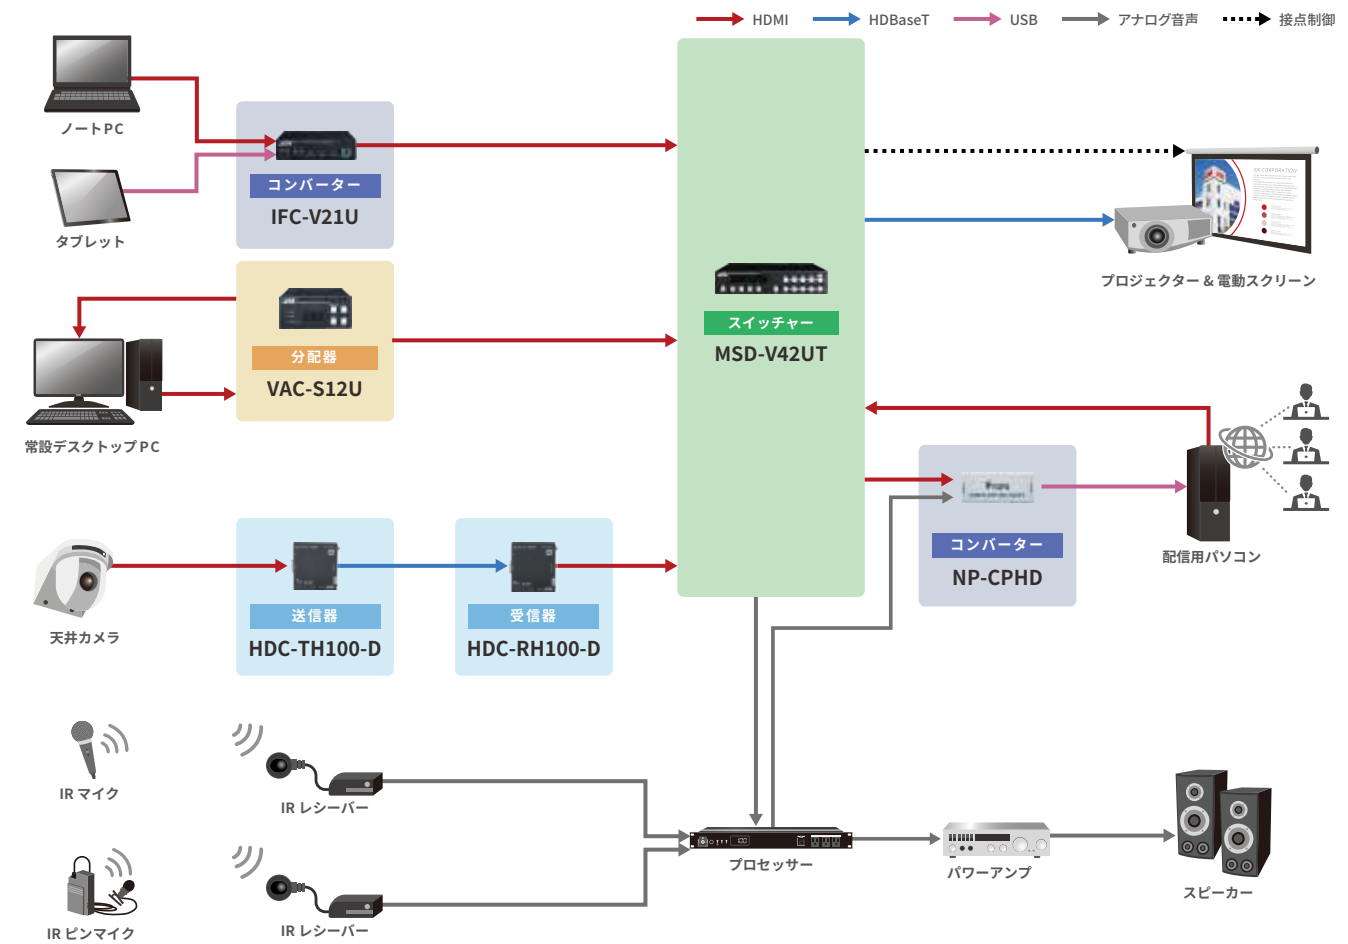 HDMI
HDBaseT
USB
アナログ音声
接点制御
ノートPC
タブレット
コンバーター
IFC-V21U
分配器
VAC-S12U
常設デスクトップPC
スイッチャー
MSD-V42UT
プロジェクター & 電動スクリーン
コンバーター
NP-CPHD
配信用パソコン
天井カメラ
送信器
HDC-TH100-D
受信器
HDC-RH100-D
IR マイク
IR レシーバー
プロセッサー
パワーアンプ
スピーカー
IR ピンマイク
IR レシーバー